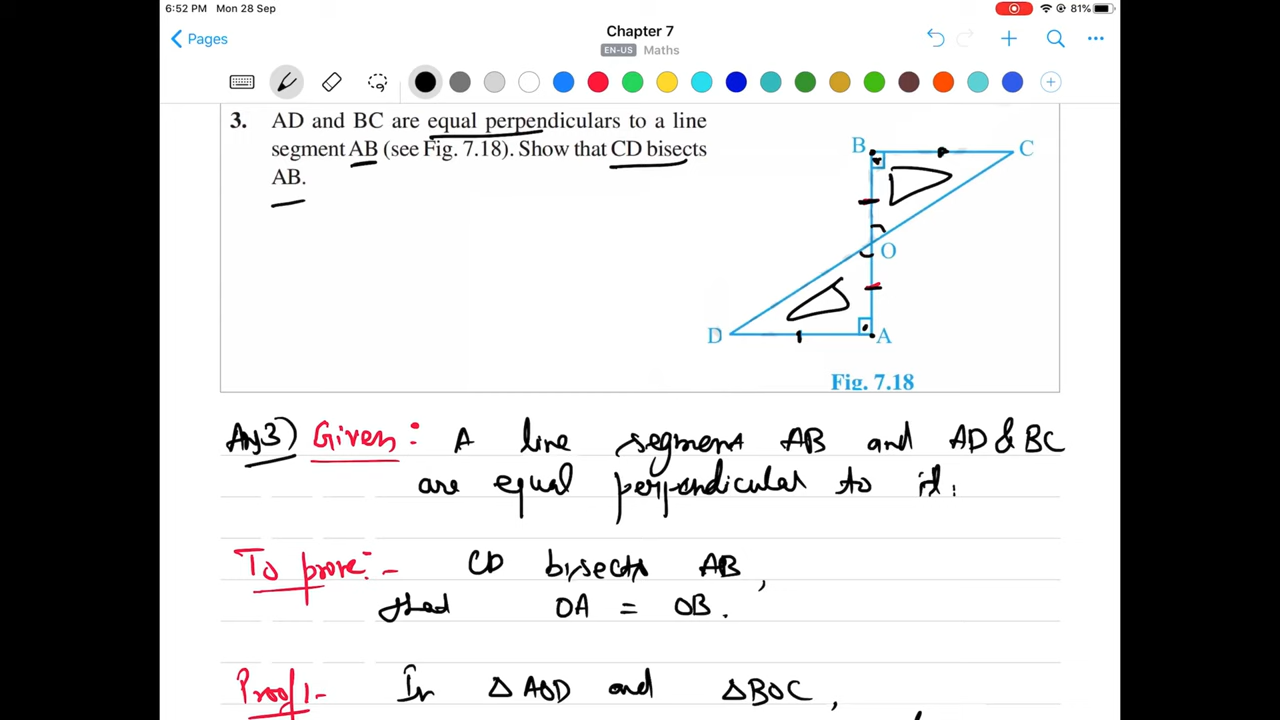 6:52 PM Mon 28 Sep
81%
Pages
Chapter 7
EN-US Maths
3. AD and BC are equal perpendiculars to a line
segment AB (see Fig. 7.18). Show that CD bisects
AB.
B
C
O
D
A
Fig. 7.18
Ans3) Given: A line segment AB and AD & BC
are equal perpendicular to it.
To prove:- CD bisects AB,
OA = OB.
Proof:- In △AOD and △BOC,